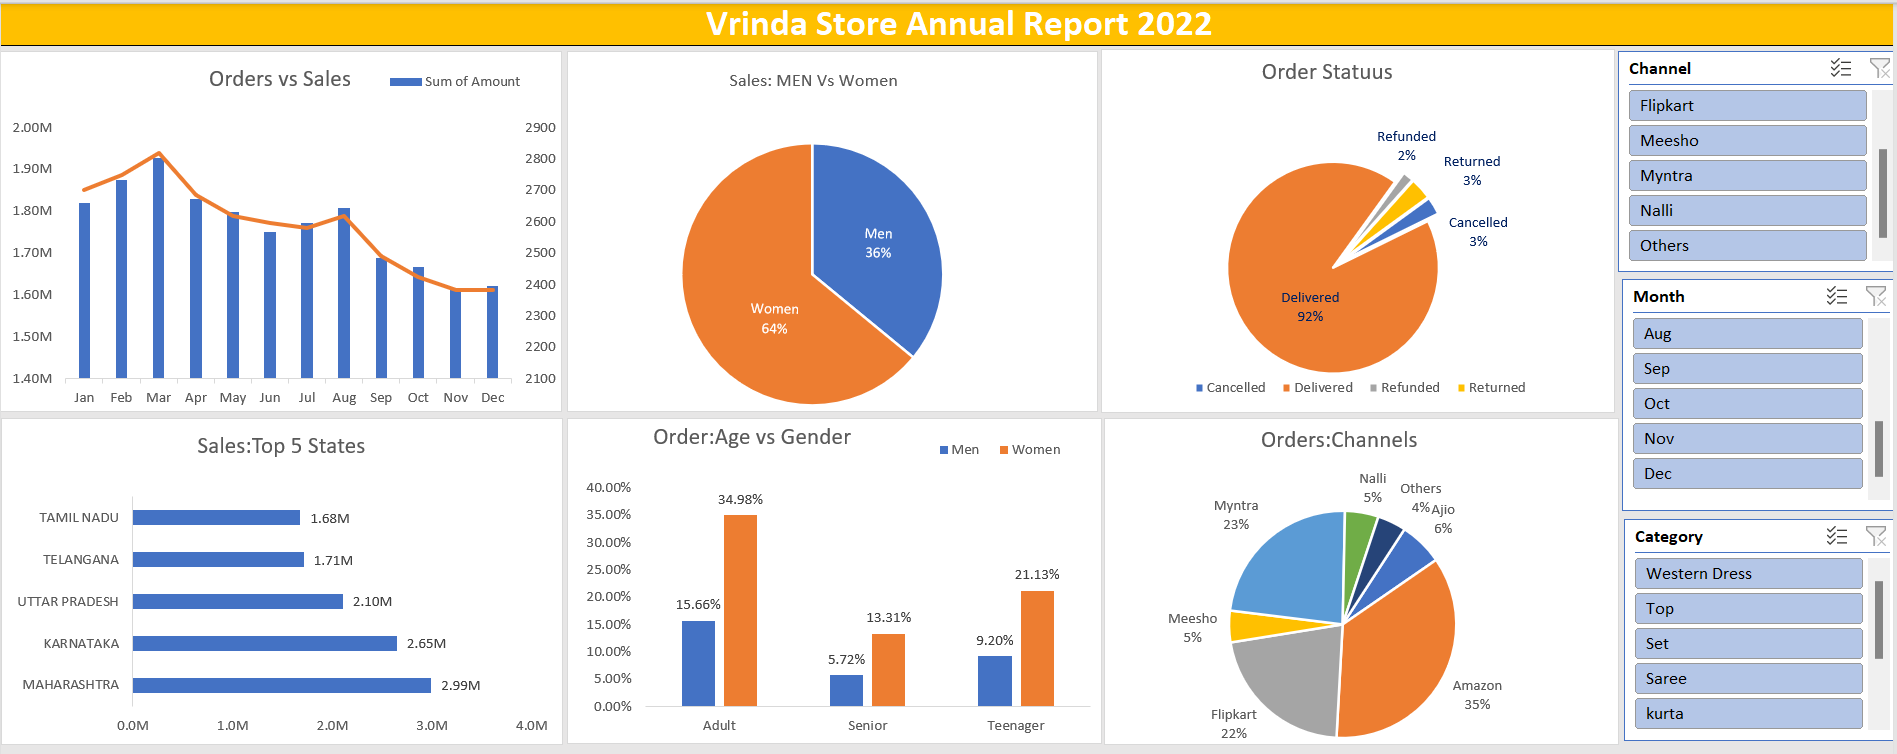 Vrinda Store Annual Report 2022
Orders vs Sales
Sum of Amount
2.00M
1.90M
1.80M
1.70M
1.60M
1.50M
1.40M
2900
2800
2700
2600
2500
2400
2300
2200
2100
Jan Feb Mar Apr May Jun Jul Aug Sep Oct Nov Dec
Sales: MEN Vs Women
Men
36%
Women
64%
Order Statuus
Refunded
2%
Returned
3%
Cancelled
3%
Delivered
92%
Cancelled Delivered Refunded Returned
Channel
Flipkart
Meesho
Myntra
Nalli
Others
Month
Aug
Sep
Oct
Nov
Dec
Category
Western Dress
Top
Set
Saree
kurta
Sales:Top 5 States
TAMIL NADU 1.68M
TELANGANA 1.71M
UTTAR PRADESH 2.10M
KARNATAKA 2.65M
MAHARASHTRA 2.99M
0.0M 1.0M 2.0M 3.0M 4.0M
Order:Age vs Gender
Men Women
40.00%
35.00%
30.00%
25.00%
20.00%
15.00%
10.00%
5.00%
0.00%
15.66% 34.98%
5.72% 13.31%
9.20% 21.13%
Adult Senior Teenager
Orders:Channels
Nalli
5%
Others
4%
Ajio
6%
Myntra
23%
Meesho
5%
Flipkart
22%
Amazon
35%